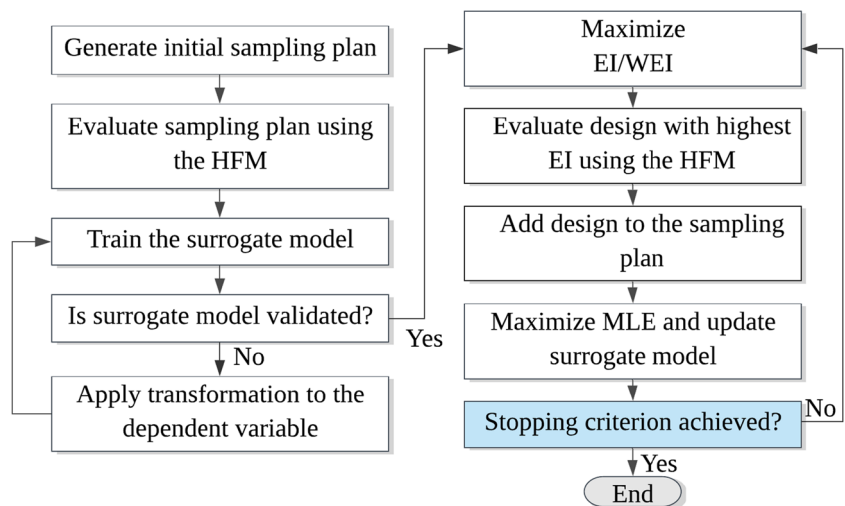 Generate initial sampling plan
Evaluate sampling plan using
the HFM
Train the surrogate model
Is surrogate model validated?
Yes
No
Apply transformation to the
dependent variable
Maximize
EI/WEI
Evaluate design with highest
EI using the HFM
Add design to the sampling
plan
Maximize MLE and update
surrogate model
Stopping criterion achieved?
No
Yes
End